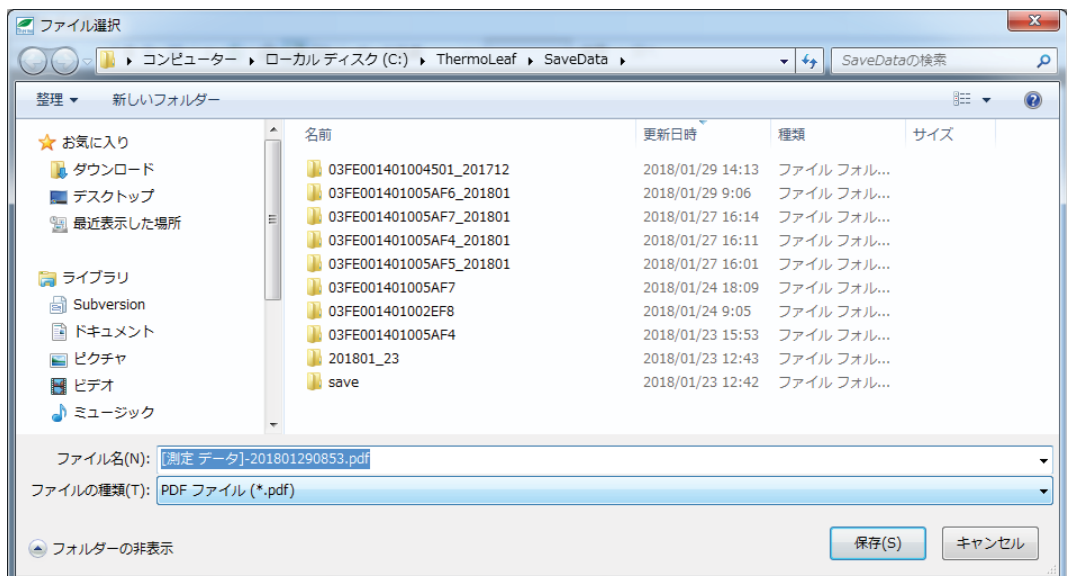 ファイル選択
コンピューター ローカル ディスク (C:) ThermoLeaf SaveData SaveDataの検索
整理 新しいフォルダー
お気に入り
ダウンロード
デスクトップ
最近表示した場所
ライブラリ
Subversion
ドキュメント
ピクチャ
ビデオ
ミュージック
名前 更新日時 種類 サイズ
03FE001401004501_201712 2018/01/29 14:13 ファイル フォル...
03FE001401005AF6_201801 2018/01/29 9:06 ファイル フォル...
03FE001401005AF7_201801 2018/01/27 16:14 ファイル フォル...
03FE001401005AF4_201801 2018/01/27 16:11 ファイル フォル...
03FE001401005AF5_201801 2018/01/27 16:01 ファイル フォル...
03FE001401005AF7 2018/01/24 18:09 ファイル フォル...
03FE001401002EF8 2018/01/24 9:05 ファイル フォル...
03FE001401005AF4 2018/01/23 15:53 ファイル フォル...
201801_23 2018/01/23 12:43 ファイル フォル...
save 2018/01/23 12:42 ファイル フォル...
ファイル名(N): [測定 データ]-201801290853.pdf
ファイルの種類(T): PDF ファイル (*.pdf)
フォルダーの非表示 保存(S) キャンセル